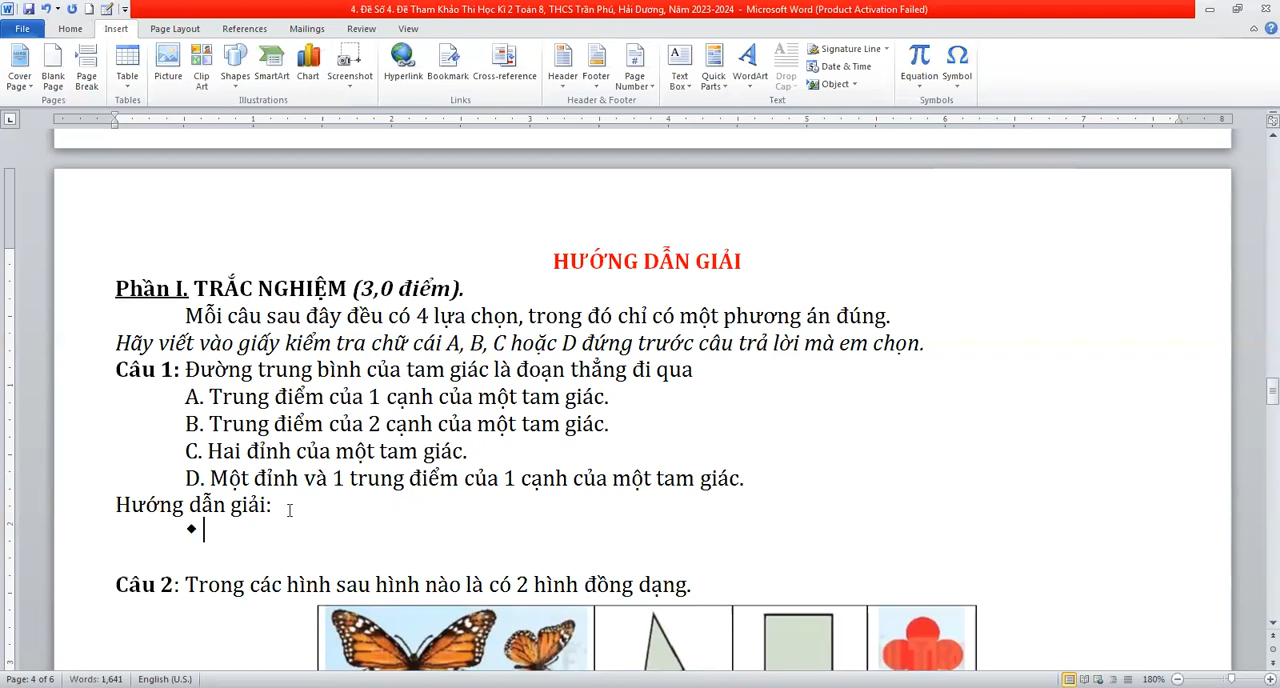 4. Đề Số 4. Đề Tham Khảo Thi Học Kì 2 Toán 8, THCS Trần Phú, Hải Dương, Năm 2023-2024 - Microsoft Word (Product Activation Failed)
File Home Insert Page Layout References Mailings Review View
Cover Page Blank Page Page Break Table Picture Clip Art Shapes SmartArt Chart Screenshot Hyperlink Bookmark Cross-reference Header Footer Page Number Text Box Quick Parts WordArt Drop Cap Signature Line Date & Time Object Equation Symbol
Pages Tables Illustrations Links Header & Footer Text Symbols
1 2 3 4 5 6 7 8
HƯỚNG DẪN GIẢI
Phần I. TRẮC NGHIỆM (3,0 điểm).
Mỗi câu sau đây đều có 4 lựa chọn, trong đó chỉ có một phương án đúng.
Hãy viết vào giấy kiểm tra chữ cái A, B, C hoặc D đứng trước câu trả lời mà em chọn.
Câu 1: Đường trung bình của tam giác là đoạn thẳng đi qua
A. Trung điểm của 1 cạnh của một tam giác.
B. Trung điểm của 2 cạnh của một tam giác.
C. Hai đỉnh của một tam giác.
D. Một đỉnh và 1 trung điểm của 1 cạnh của một tam giác.
Hướng dẫn giải:
Câu 2: Trong các hình sau hình nào là có 2 hình đồng dạng.
Page: 4 of 6 Words: 1,641 English (U.S.) 180%